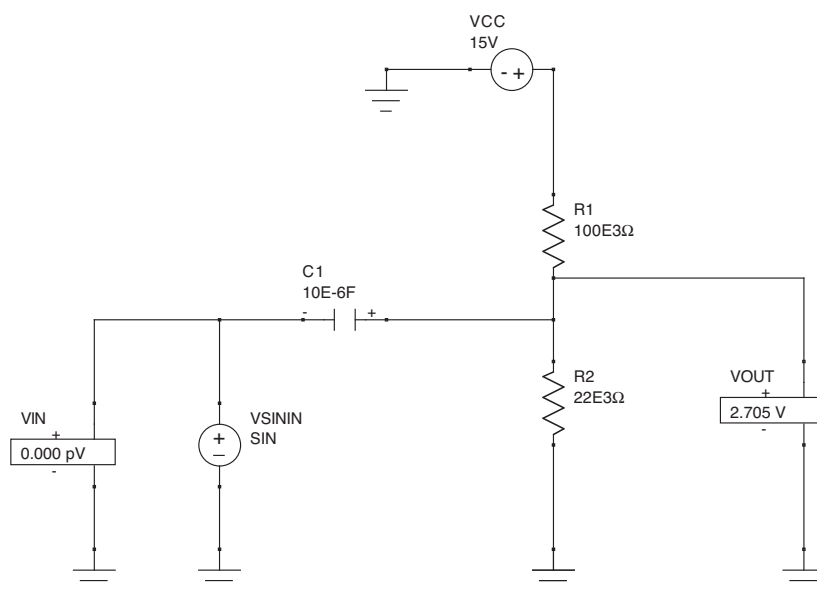 VCC
15V
- +
R1
100E3Ω
C1
10E-6F
- +
R2
22E3Ω
VOUT
+
2.705 V
-
VSININ
SIN
+
−
VIN
+
0.000 pV
-